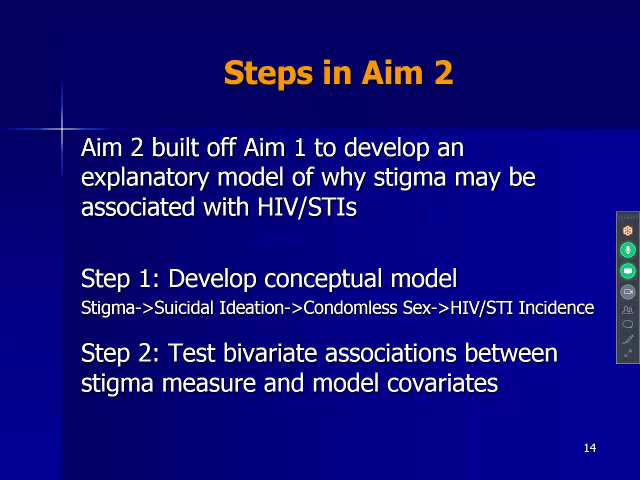 Steps in Aim 2
Aim 2 built off Aim 1 to develop an
explanatory model of why stigma may be
associated with HIV/STIs
Step 1: Develop conceptual model
Stigma->Suicidal Ideation->Condomless Sex->HIV/STI Incidence
Step 2: Test bivariate associations between
stigma measure and model covariates
14